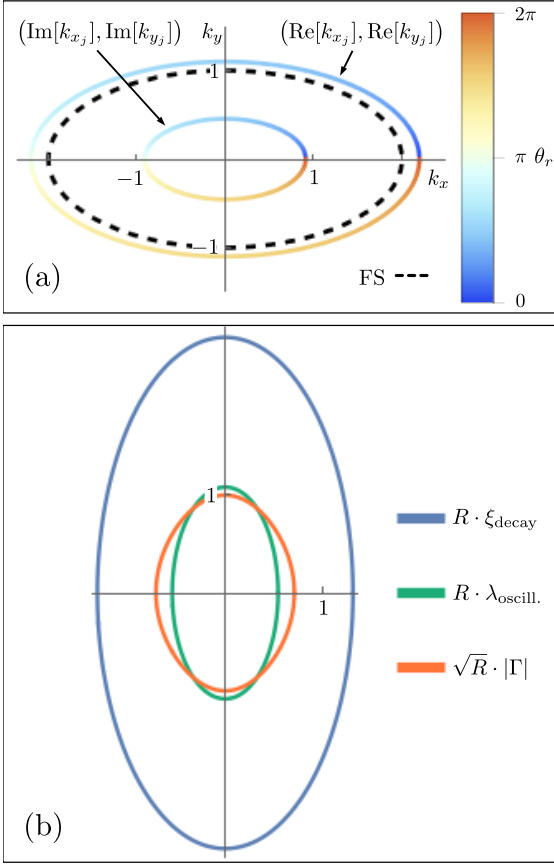 (Im[k_{x_j}], Im[k_{y_j}])
k_y
(Re[k_{x_j}], Re[k_{y_j}])
2π
1
−1
1
k_x
π
θ_r
−1
(a)
FS
0
1
1
R · ξ_decay
R · λ_oscill.
√R · |Γ|
(b)